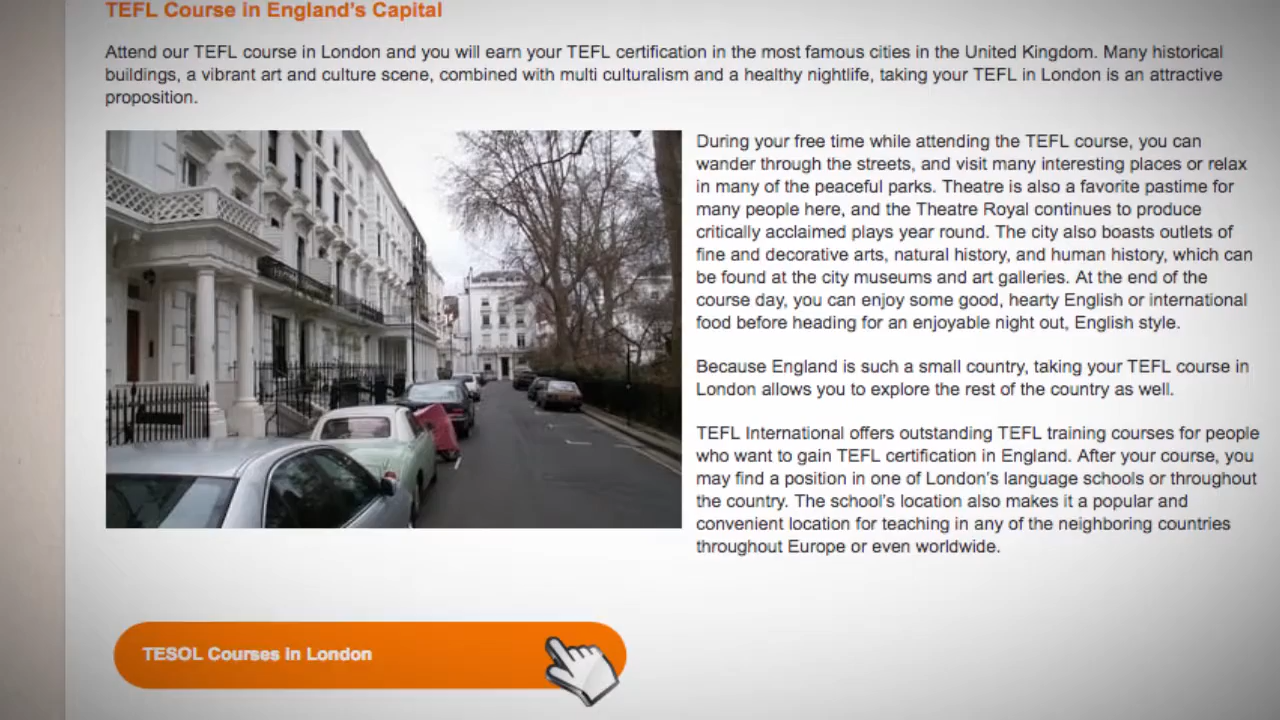 TEFL Course in England's Capital
Attend our TEFL course in London and you will earn your TEFL certification in the most famous cities in the United Kingdom. Many historical
buildings, a vibrant art and culture scene, combined with multi culturalism and a healthy nightlife, taking your TEFL in London is an attractive
proposition.
During your free time while attending the TEFL course, you can
wander through the streets, and visit many interesting places or relax
in many of the peaceful parks. Theatre is also a favorite pastime for
many people here, and the Theatre Royal continues to produce
critically acclaimed plays year round. The city also boasts outlets of
fine and decorative arts, natural history, and human history, which can
be found at the city museums and art galleries. At the end of the
course day, you can enjoy some good, hearty English or international
food before heading for an enjoyable night out, English style.
Because England is such a small country, taking your TEFL course in
London allows you to explore the rest of the country as well.
TEFL International offers outstanding TEFL training courses for people
who want to gain TEFL certification in England. After your course, you
may find a position in one of London's language schools or throughout
the country. The school's location also makes it a popular and
convenient location for teaching in any of the neighboring countries
throughout Europe or even worldwide.
TESOL Courses in London